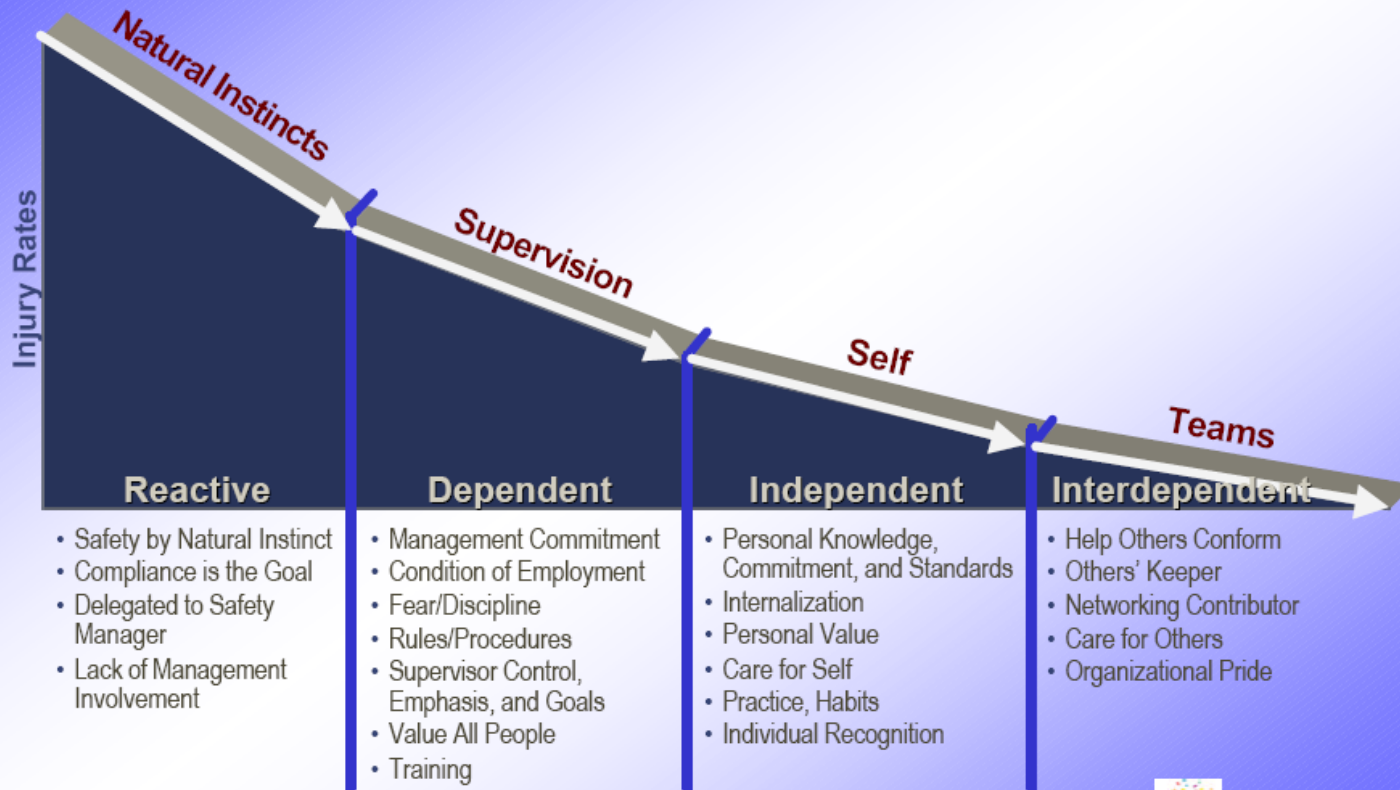 Natural Instincts
Supervision
Self
Teams
Injury Rates
Reactive
Dependent
Independent
Interdependent
• Safety by Natural Instinct
• Compliance is the Goal
• Delegated to Safety
Manager
• Lack of Management
Involvement
• Management Commitment
• Condition of Employment
• Fear/Discipline
• Rules/Procedures
• Supervisor Control,
Emphasis, and Goals
• Value All People
• Training
• Personal Knowledge,
Commitment, and Standards
• Internalization
• Personal Value
• Care for Self
• Practice, Habits
• Individual Recognition
• Help Others Conform
• Others’ Keeper
• Networking Contributor
• Care for Others
• Organizational Pride